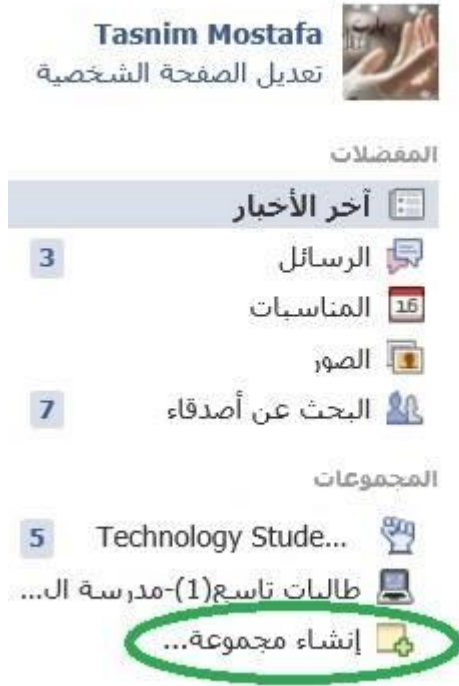 Tasnim Mostafa
تعديل الصفحة الشخصية
المفضلات
آخر الأخبار
الرسائل 3
16 المناسبات
الصور
البحث عن أصدقاء 7
المجموعات
Technology Stude... 5
طالبات تاسع(1)-مدرسة ال...
إنشاء مجموعة...